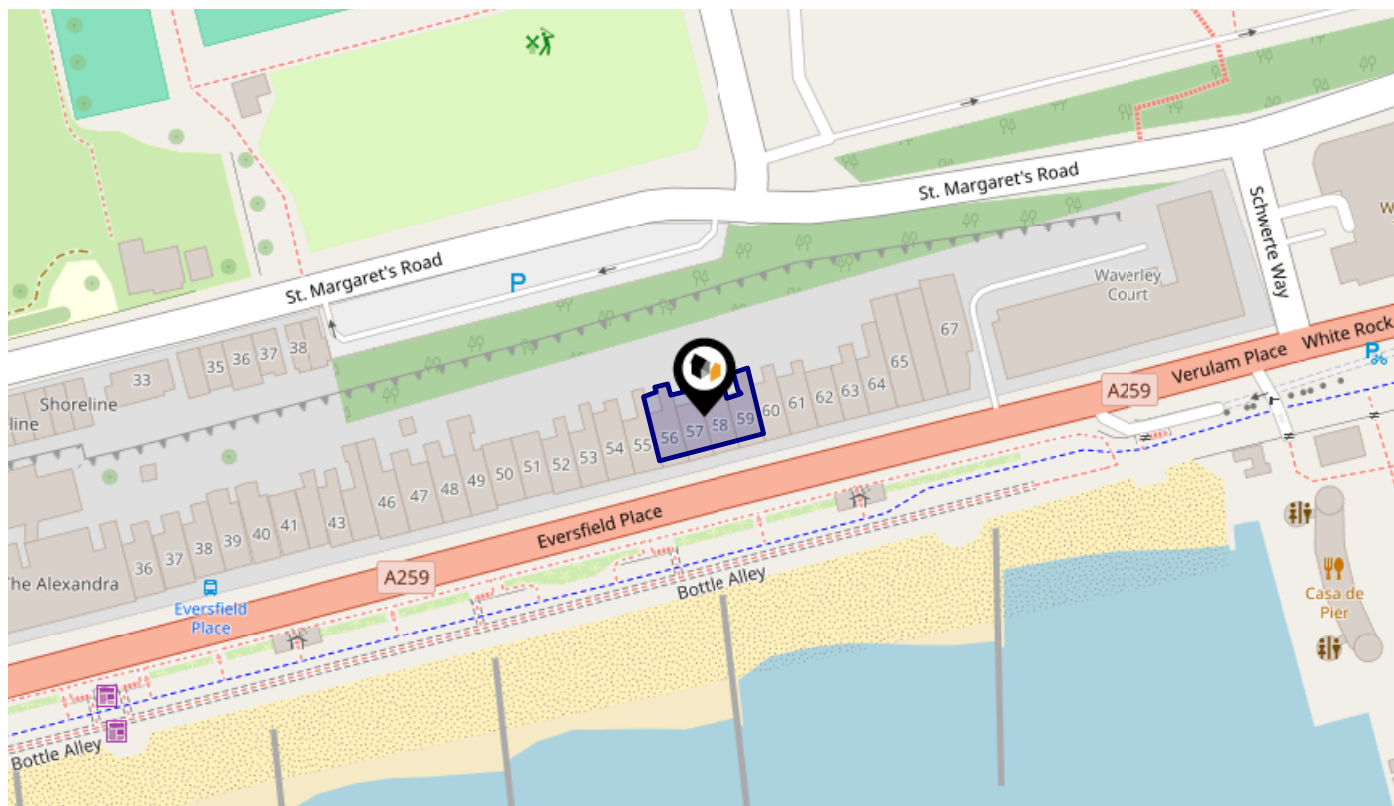 St. Margaret's Road
Schwerte Way
W
P
St. Margaret's Road
Waverley
Court
67
White Rock
33
35
36
37
38
65
Verulam Place
P
Shoreline
line
A259
64
63
62
61
60
59
58
57
56
55
54
53
52
51
50
49
48
47
46
43
41
40
39
38
37
36
Eversfield Place
The Alexandra
A259
Eversfield
Place
Bottle Alley
Casa de
Pier
Bottle Alley